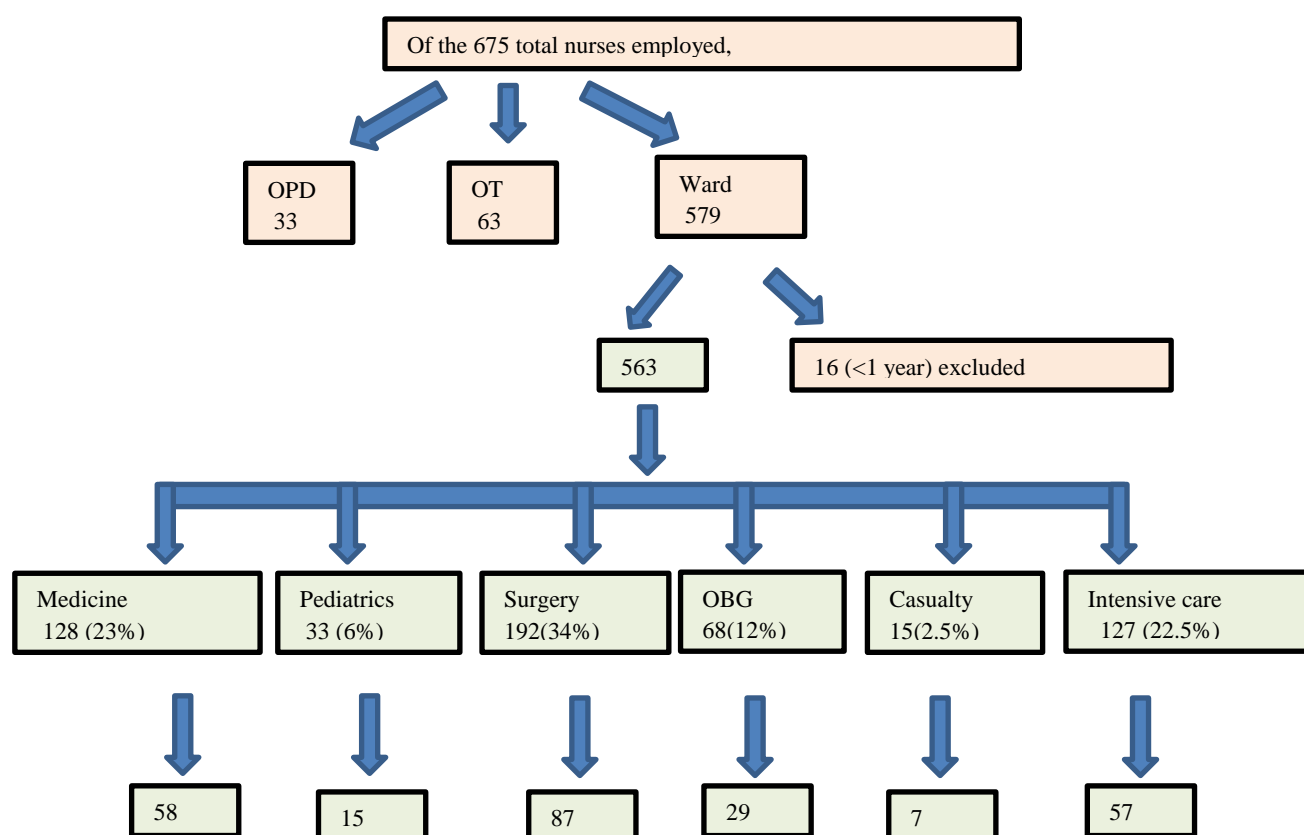 Of the 675 total nurses employed,
OPD
33
OT
63
Ward
579
563
16 (<1 year) excluded
Medicine
128 (23%)
Pediatrics
33 (6%)
Surgery
192(34%)
OBG
68(12%)
Casualty
15(2.5%)
Intensive care
127 (22.5%)
58
15
87
29
7
57